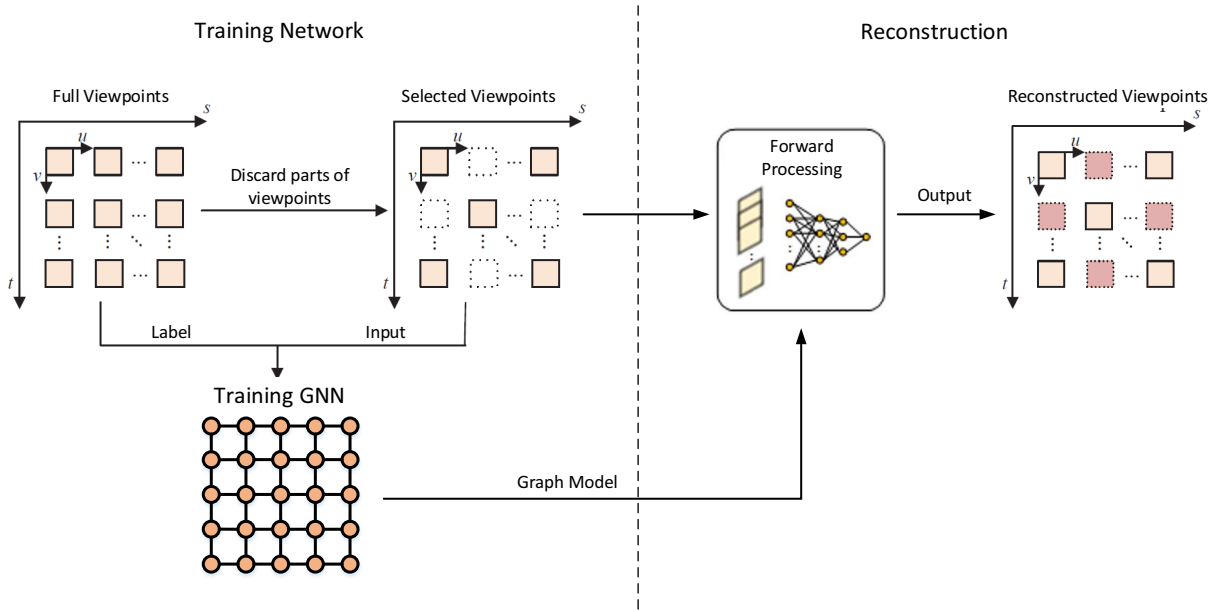 Training Network
Reconstruction
Full Viewpoints
Selected Viewpoints
Reconstructed Viewpoints
s
s
s
u
u
u
v
v
v
Discard parts of
viewpoints
Forward
Processing
Output
t
t
t
Label
Input
Training GNN
Graph Model